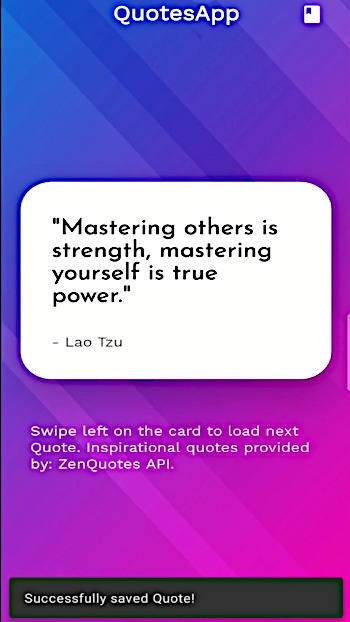 QuotesApp
"Mastering others is
strength, mastering
yourself is true
power."
- Lao Tzu
Swipe left on the card to load next
Quote. Inspirational quotes provided
by: ZenQuotes API.
Successfully saved Quote!